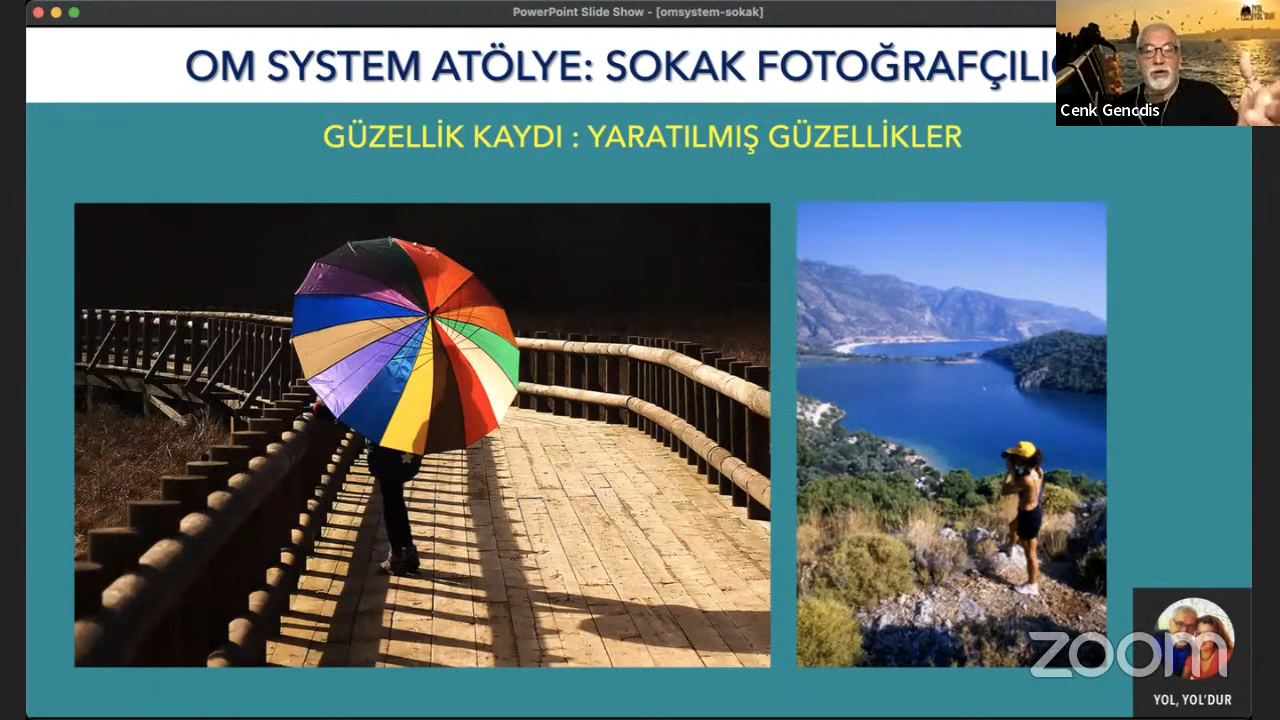 PowerPoint Slide Show - [omsystem-sokak]
OM SYSTEM ATÖLYE: SOKAK FOTOĞRAFÇILI
GÜZELLİK KAYDI : YARATILMIŞ GÜZELLİKLER
Cenk Gencdis
zoom
YOL, YOL'DUR